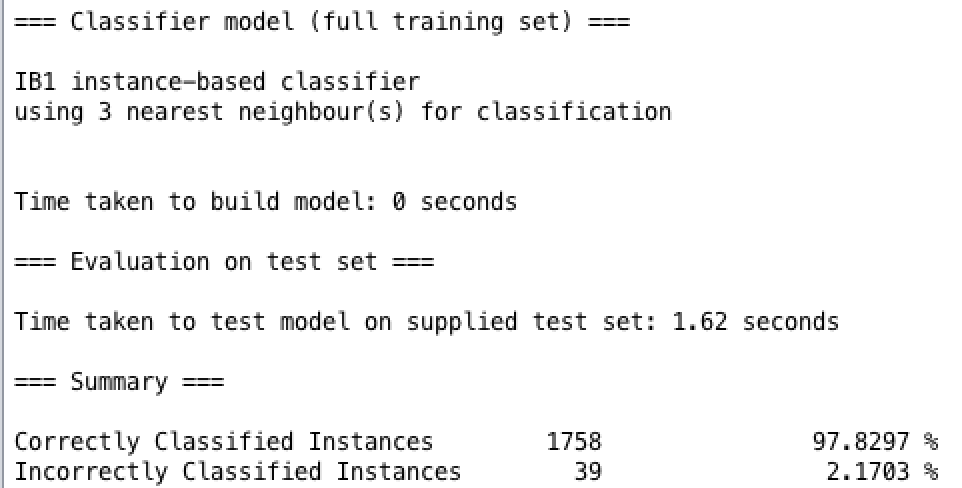 === Classifier model (full training set) ===
IB1 instance-based classifier
using 3 nearest neighbour(s) for classification
Time taken to build model: 0 seconds
=== Evaluation on test set ===
Time taken to test model on supplied test set: 1.62 seconds
=== Summary ===
Correctly Classified Instances 1758 97.8297 %
Incorrectly Classified Instances 39 2.1703 %